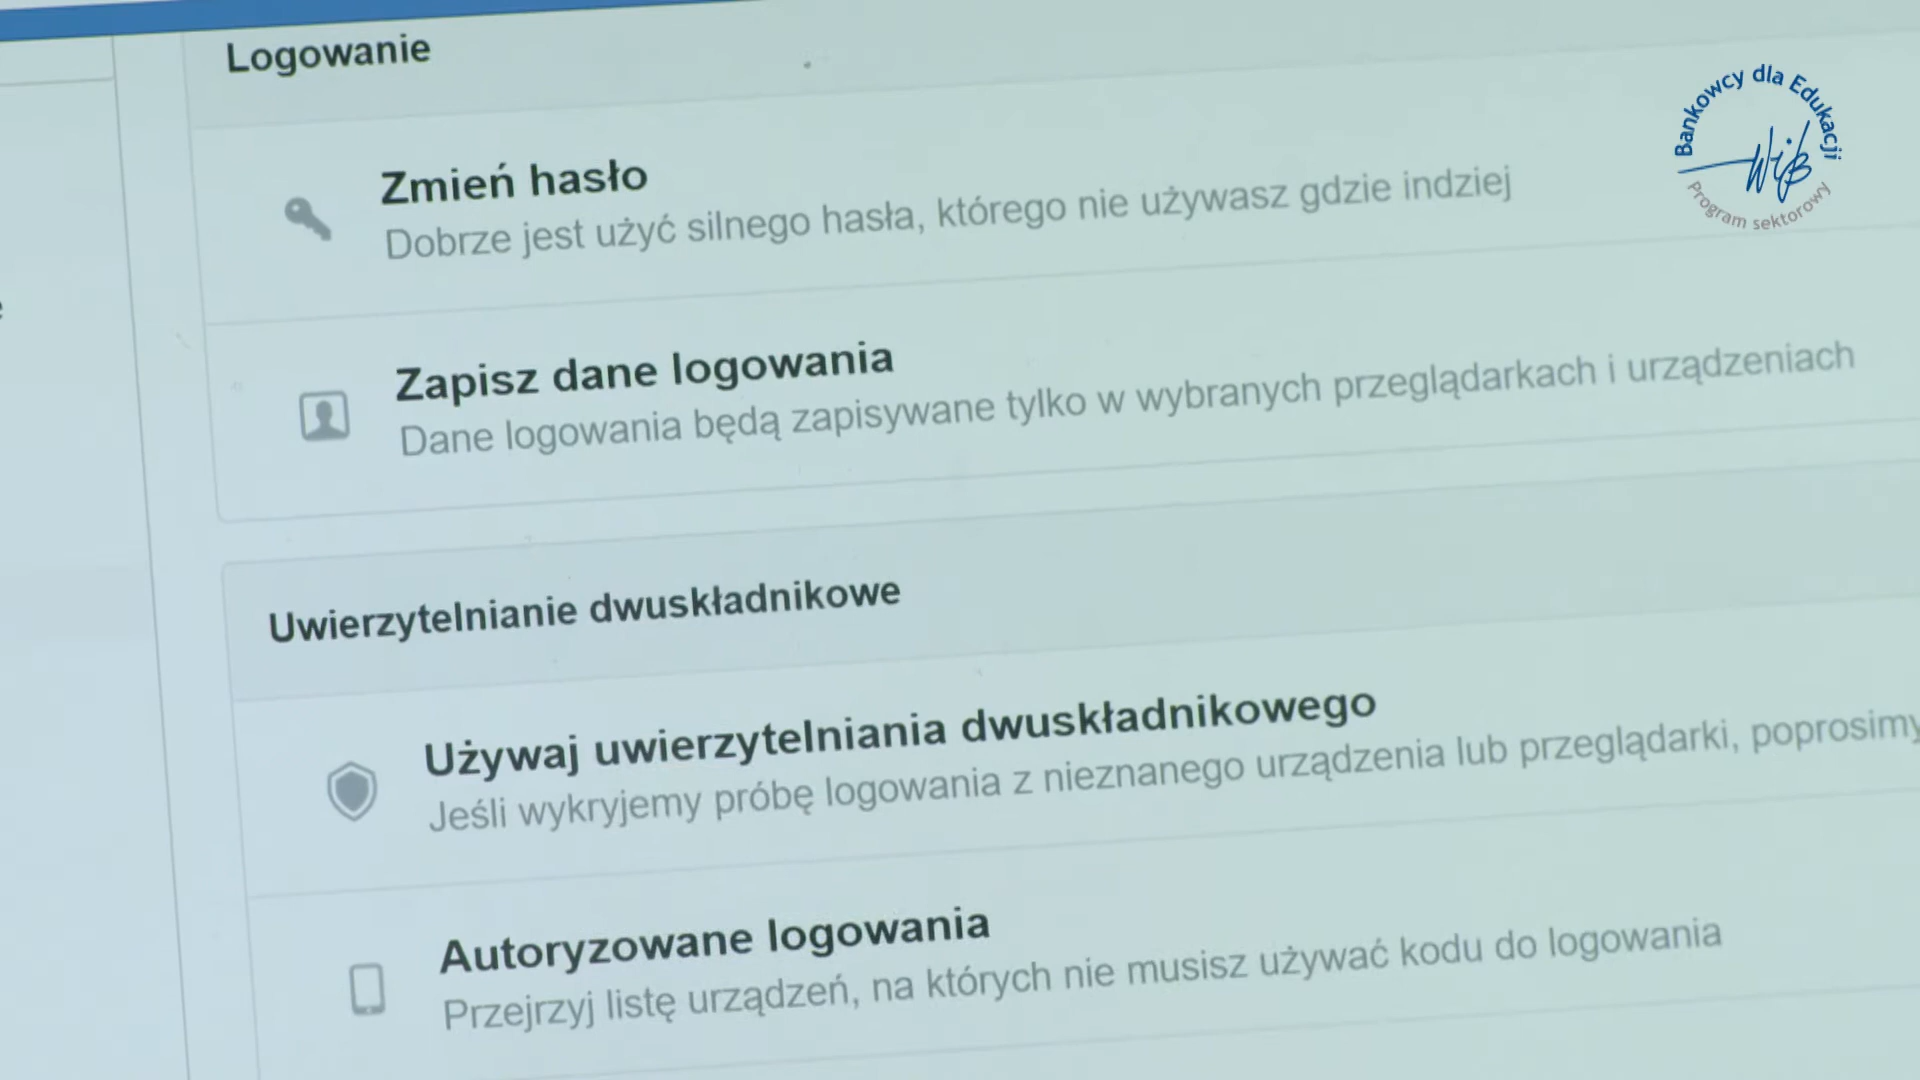 Logowanie
Bankowcy dla Edukacji
WiB
Program sektorowy
Zmień hasło
Dobrze jest użyć silnego hasła, którego nie używasz gdzie indziej
Zapisz dane logowania
Dane logowania będą zapisywane tylko w wybranych przeglądarkach i urządzeniach
Uwierzytelnianie dwuskładnikowe
Używaj uwierzytelniania dwuskładnikowego
Jeśli wykryjemy próbę logowania z nieznanego urządzenia lub przeglądarki, poprosimy
Autoryzowane logowania
Przejrzyj listę urządzeń, na których nie musisz używać kodu do logowania